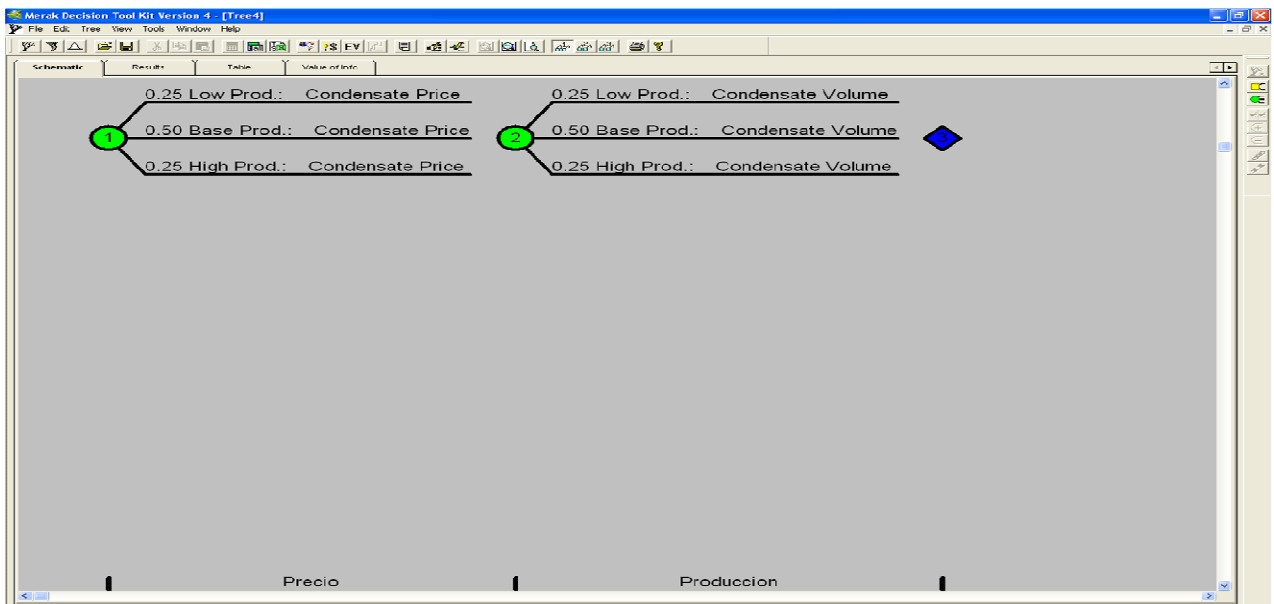 Merak Decision Tool Kit Version 4 - [Tree4]
File Edit Tree View Tools Window Help
?$ EV
Schematic Results Table Value of Info
0.25 Low Prod.: Condensate Price 0.25 Low Prod.: Condensate Volume
1 0.50 Base Prod.: Condensate Price 2 0.50 Base Prod.: Condensate Volume 3
0.25 High Prod.: Condensate Price 0.25 High Prod.: Condensate Volume
Precio Produccion